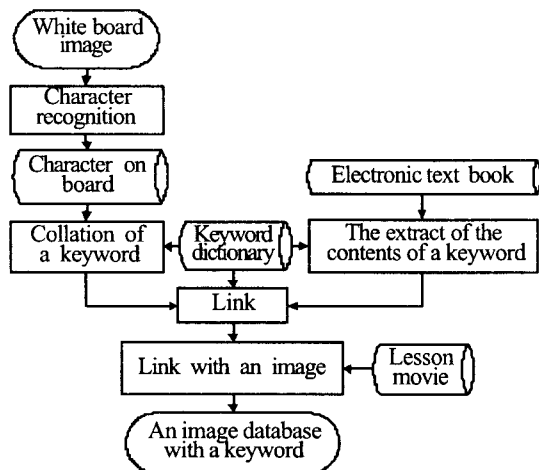 White board
image
Character
recognition
Character on
board
Electronic text book
Collation of
a keyword
Keyword
dictionary
The extract of the
contents of a keyword
Link
Link with an image
Lesson
movie
An image database
with a keyword